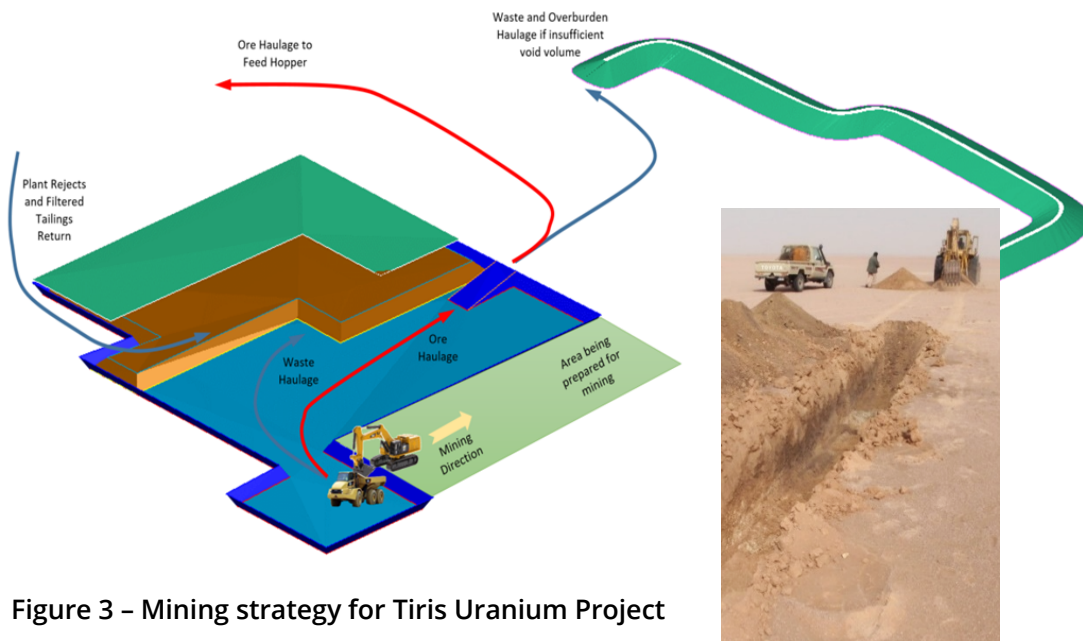 Waste and Overburden
Haulage if insufficient
void volume
Ore Haulage to
Feed Hopper
Plant Rejects
and Filtered
Tailings
Return
Waste
Haulage
Ore
Haulage
Area being
prepared for
mining
Mining
Direction
TOYOTA
Figure 3 – Mining strategy for Tiris Uranium Project